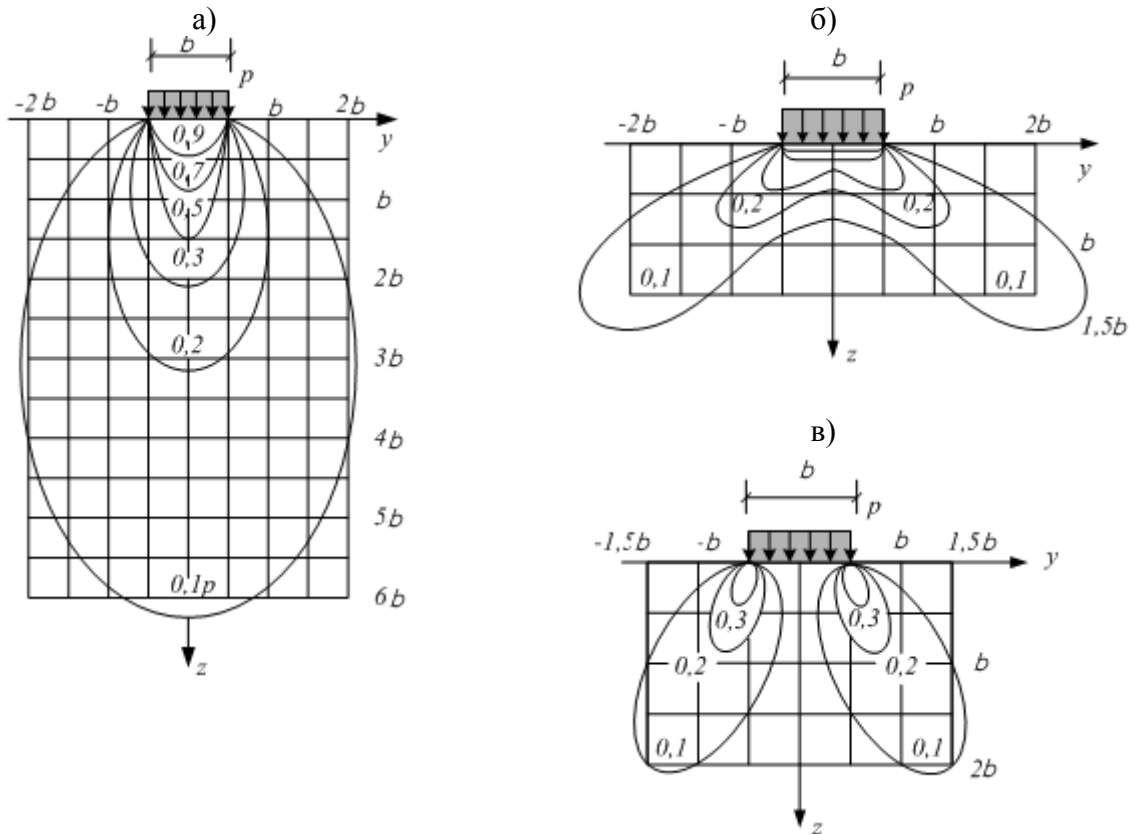 а)
b
p
-2b -b b 2b
y
0,9
0,7
b
0,5
0,3
2b
0,2
3b
4b
5b
0,1p
6b
z
б)
b
p
-2b -b b 2b
y
0,2 0,2
b
0,1 0,1
1,5b
z
в)
b
p
-1,5b -b b 1,5b
y
0,3 0,3
0,2 0,2
b
0,1 0,1
2b
z